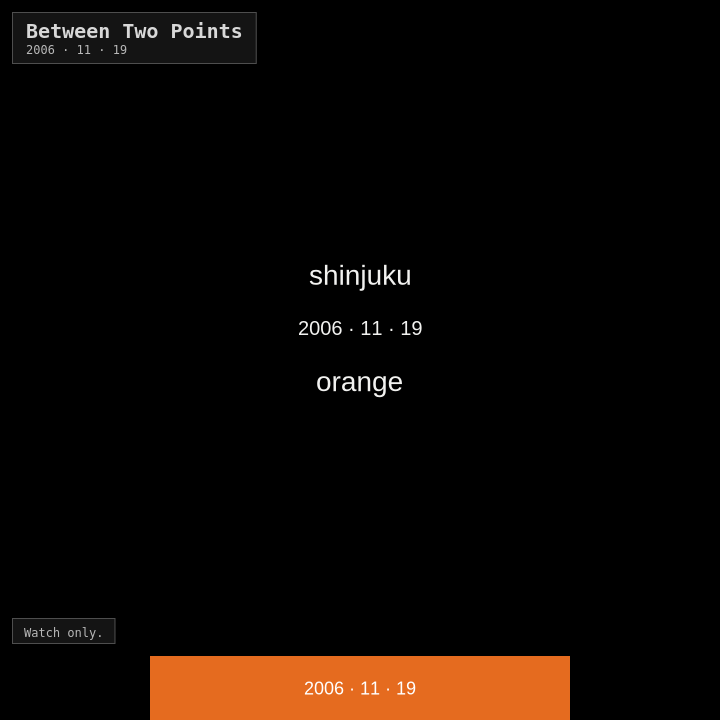 Between Two Points
2006 · 11 · 19
shinjuku
2006 · 11 · 19
orange
Watch only.
2006 · 11 · 19